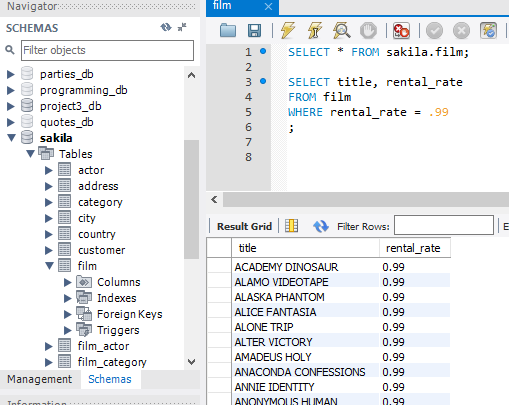 Navigator
SCHEMAS
Filter objects
parties_db
programming_db
project3_db
quotes_db
sakila
Tables
actor
address
category
city
country
customer
film
Columns
Indexes
Foreign Keys
Triggers
film_actor
film_category
Management Schemas
Information
film
1 SELECT * FROM sakila.film;
2
3 SELECT title, rental_rate
4 FROM film
5 WHERE rental_rate = .99
6 ;
7
8
Result Grid Filter Rows: E
title rental_rate
ACADEMY DINOSAUR 0.99
ALAMO VIDEOTAPE 0.99
ALASKA PHANTOM 0.99
ALICE FANTASIA 0.99
ALONE TRIP 0.99
ALTER VICTORY 0.99
AMADEUS HOLY 0.99
ANACONDA CONFESSIONS 0.99
ANNIE IDENTITY 0.99
ANONYMOUS HUMAN 0.99